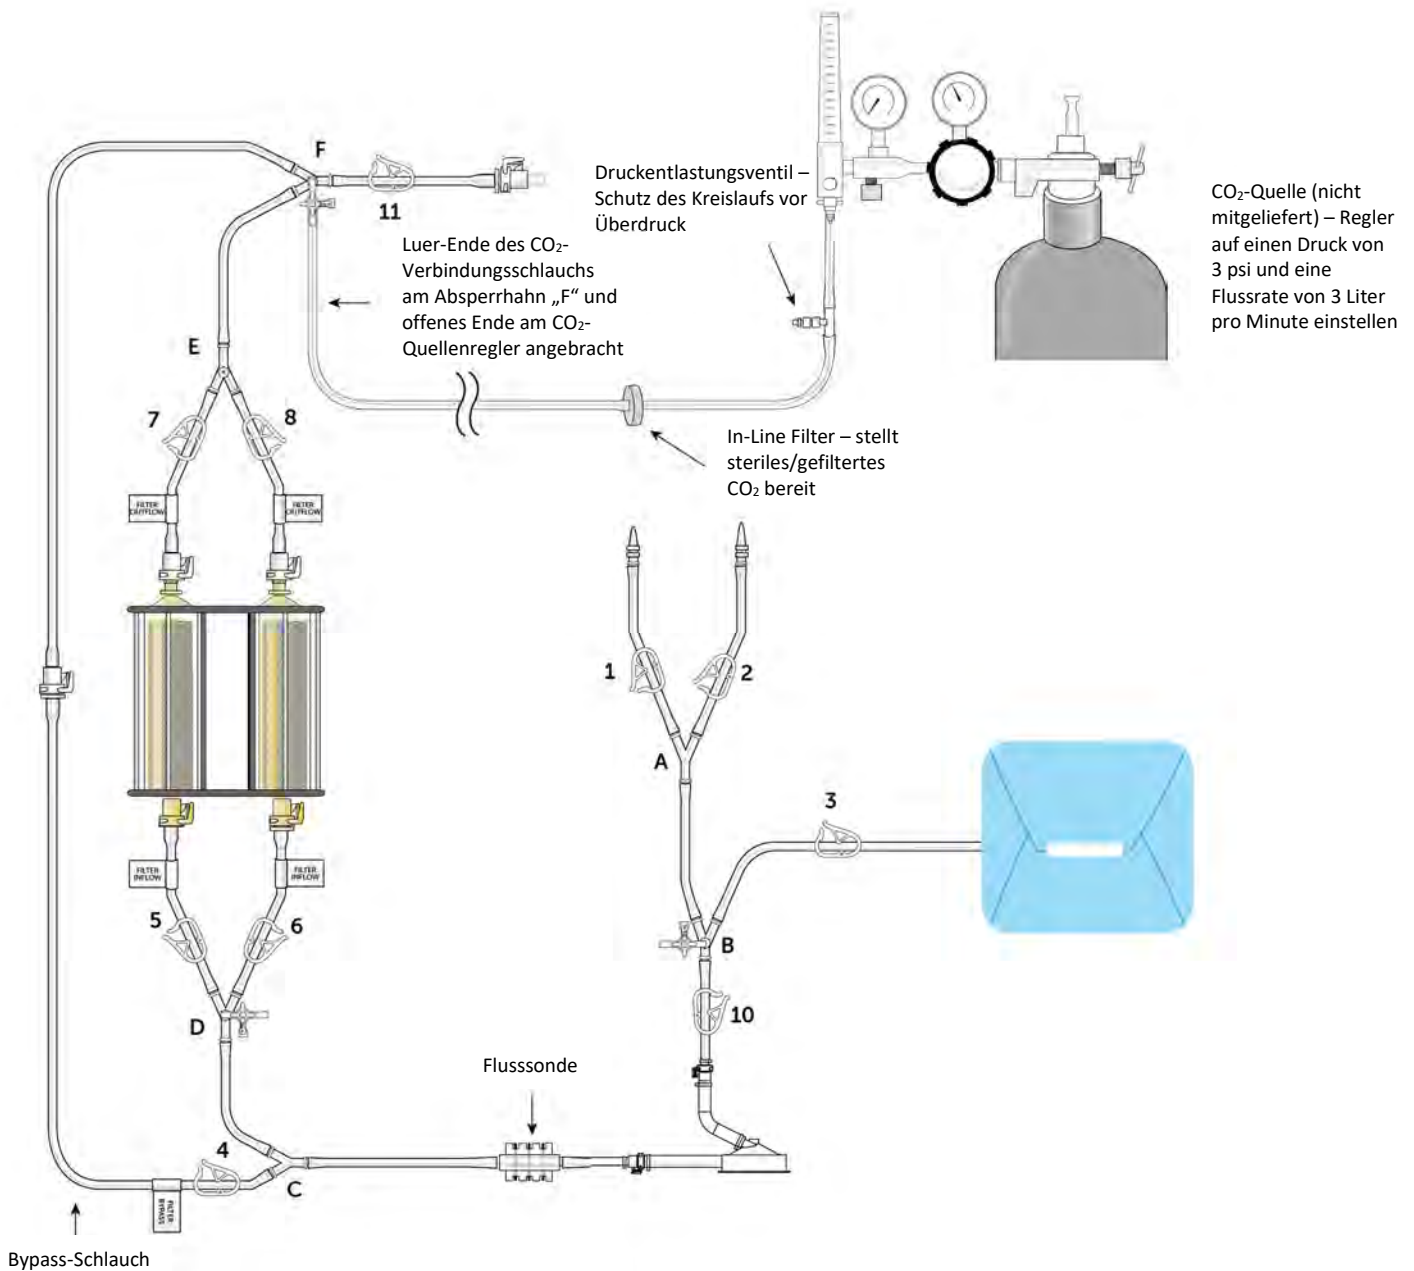 F
11
Druckentlastungsventil –
Schutz des Kreislaufs vor
Überdruck
CO₂-Quelle (nicht
mitgeliefert) – Regler
auf einen Druck von
3 psi und eine
Flussrate von 3 Liter
pro Minute einstellen
Luer-Ende des CO₂-
Verbindungsschlauchs
am Absperrhahn „F“ und
offenes Ende am CO₂-
Quellenregler angebracht
E
7
8
In-Line Filter – stellt
steriles/gefiltertes
CO₂ bereit
FILTER
OUTFLOW
FILTER
OUTFLOW
1
2
A
3
FILTER
INFLOW
FILTER
INFLOW
5
6
B
10
D
Flusssonde
4
C
FILTER
BYPASS
Bypass-Schlauch